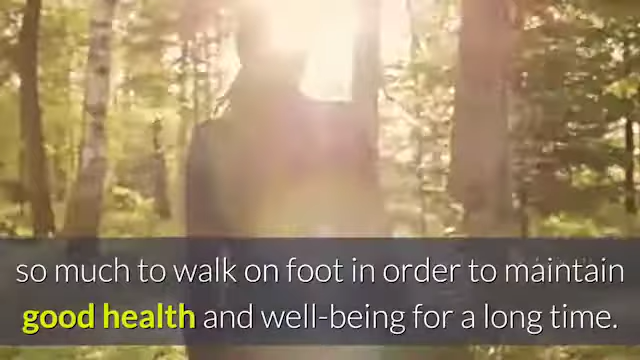 so much to walk on foot in order to maintain
good health and well-being for a long time.